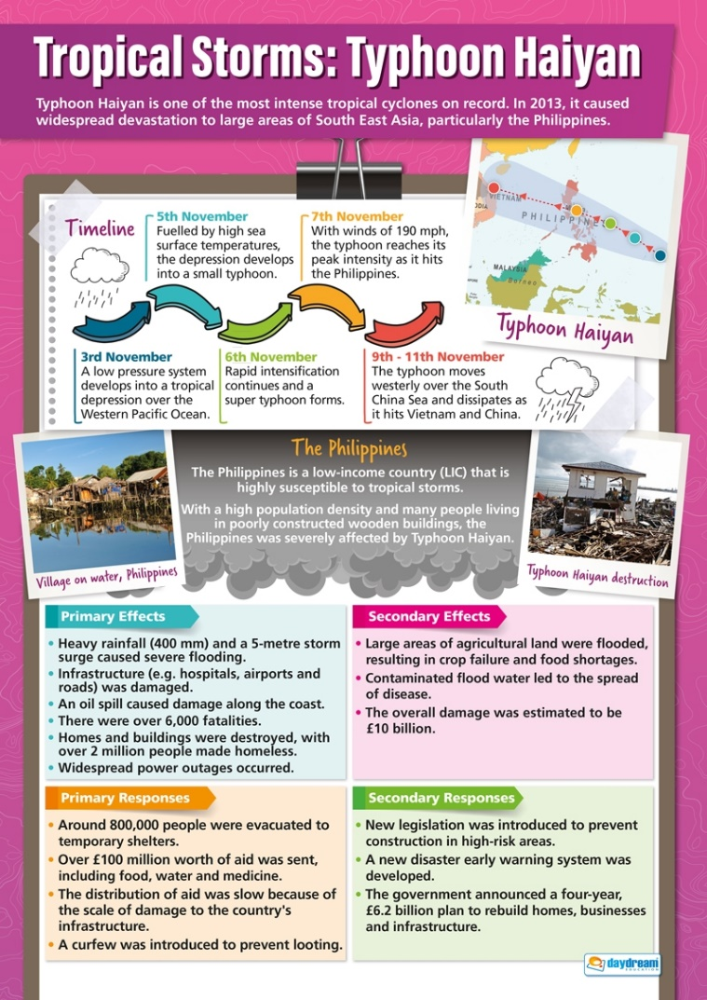 Tropical Storms: Typhoon Haiyan
Typhoon Haiyan is one of the most intense tropical cyclones on record. In 2013, it caused
widespread devastation to large areas of South East Asia, particularly the Philippines.
Timeline
5th November
Fuelled by high sea
surface temperatures,
the depression develops
into a small typhoon.
7th November
With winds of 190 mph,
the typhoon reaches its
peak intensity as it hits
the Philippines.
3rd November
A low pressure system
develops into a tropical
depression over the
Western Pacific Ocean.
6th November
Rapid intensification
continues and a
super typhoon forms.
9th - 11th November
The typhoon moves
westerly over the South
China Sea and dissipates as
it hits Vietnam and China.
VIETNAM
PHILIPPINE
MALAYSIA
Borneo
Typhoon Haiyan
The Philippines
The Philippines is a low-income country (LIC) that is
highly susceptible to tropical storms.
With a high population density and many people living
in poorly constructed wooden buildings, the
Philippines was severely affected by Typhoon Haiyan.
Village on water, Philippines
Typhoon Haiyan destruction
Primary Effects
• Heavy rainfall (400 mm) and a 5-metre storm
surge caused severe flooding.
• Infrastructure (e.g. hospitals, airports and
roads) was damaged.
• An oil spill caused damage along the coast.
• There were over 6,000 fatalities.
• Homes and buildings were destroyed, with
over 2 million people made homeless.
• Widespread power outages occurred.
Secondary Effects
• Large areas of agricultural land were flooded,
resulting in crop failure and food shortages.
• Contaminated flood water led to the spread
of disease.
• The overall damage was estimated to be
£10 billion.
Primary Responses
• Around 800,000 people were evacuated to
temporary shelters.
• Over £100 million worth of aid was sent,
including food, water and medicine.
• The distribution of aid was slow because of
the scale of damage to the country's
infrastructure.
• A curfew was introduced to prevent looting.
Secondary Responses
• New legislation was introduced to prevent
construction in high-risk areas.
• A new disaster early warning system was
developed.
• The government announced a four-year,
£6.2 billion plan to rebuild homes, businesses
and infrastructure.
daydream
EDUCATION